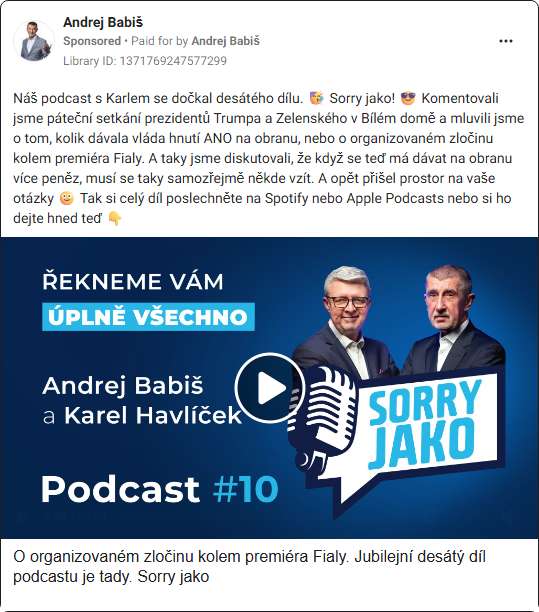 Andrej Babiš
Sponsored • Paid for by Andrej Babiš
Library ID: 1371769247577299
Náš podcast s Karlem se dočkal desátého dílu. 🥳 Sorry jako! 😎 Komentovali
jsme páteční setkání prezidentů Trumpa a Zelenského v Bílém domě a mluvili jsme
o tom, kolik dávala vláda hnutí ANO na obranu, nebo o organizovaném zločinu
kolem premiéra Fialy. A taky jsme diskutovali, že když se teď má dávat na obranu
více peněz, musí se taky samozřejmě někde vzít. A opět přišel prostor na vaše
otázky 🙂 Tak si celý díl poslechněte na Spotify nebo Apple Podcasts nebo si ho
dejte hned teď 👇
ŘEKNEME VÁM
ÚPLNĚ VŠECHNO
Andrej Babiš
a Karel Havlíček
SORRY
JAKO
Podcast #10
O organizovaném zločinu kolem premiéra Fialy. Jubilejní desátý díl
podcastu je tady. Sorry jako